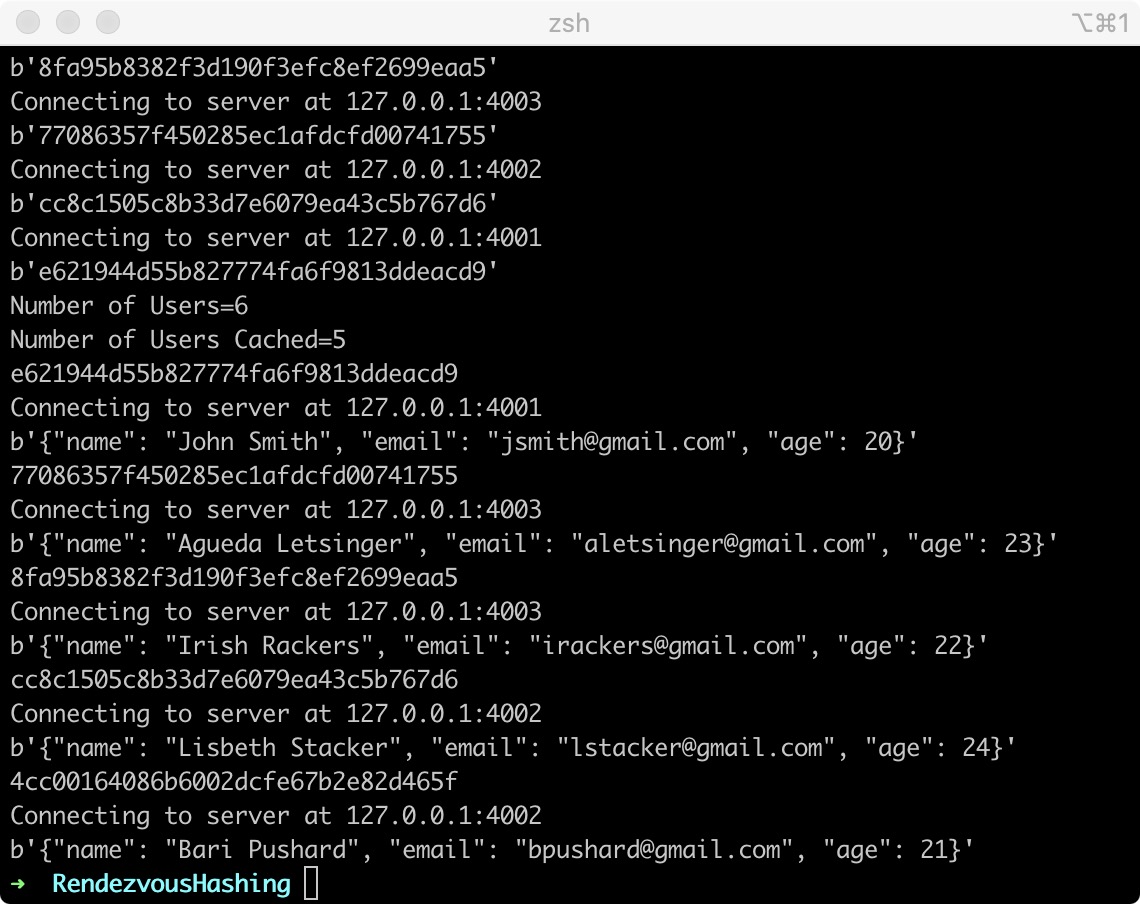 zsh
⌥⌘1
b'8fa95b8382f3d190f3efc8ef2699eaa5'
Connecting to server at 127.0.0.1:4003
b'77086357f450285ec1afdcfd00741755'
Connecting to server at 127.0.0.1:4002
b'cc8c1505c8b33d7e6079ea43c5b767d6'
Connecting to server at 127.0.0.1:4001
b'e621944d55b827774fa6f9813ddeacd9'
Number of Users=6
Number of Users Cached=5
e621944d55b827774fa6f9813ddeacd9
Connecting to server at 127.0.0.1:4001
b'{"name": "John Smith", "email": "jsmith@gmail.com", "age": 20}'
77086357f450285ec1afdcfd00741755
Connecting to server at 127.0.0.1:4003
b'{"name": "Agueda Letsinger", "email": "aletsinger@gmail.com", "age": 23}'
8fa95b8382f3d190f3efc8ef2699eaa5
Connecting to server at 127.0.0.1:4003
b'{"name": "Irish Rackers", "email": "irackers@gmail.com", "age": 22}'
cc8c1505c8b33d7e6079ea43c5b767d6
Connecting to server at 127.0.0.1:4002
b'{"name": "Lisbeth Stacker", "email": "lstacker@gmail.com", "age": 24}'
4cc00164086b6002dcfe67b2e82d465f
Connecting to server at 127.0.0.1:4002
b'{"name": "Bari Pushard", "email": "bpushard@gmail.com", "age": 21}'
➜ RendezvousHashing